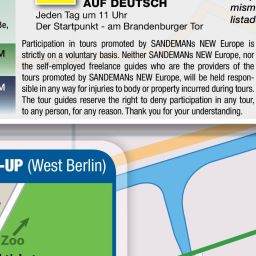 AUF DEUTSCH
Jeden Tag um 11 Uhr
Der Startpunkt - am Brandenburger Tor
mism
listad
Participation in tours promoted by SANDEMANs NEW Europe is
strictly on a voluntary basis. Neither SANDEMANs NEW Europe, nor
the self-employed freelance guides who are the providers of the
tours promoted by SANDEMANs NEW Europe, will be held respon-
sible in any way for injuries to body or property incurred during tours.
The tour guides reserve the right to deny participation in any tour,
to any person, for any reason. Thank you for your understanding.
M
M
-UP (West Berlin)
Zoo